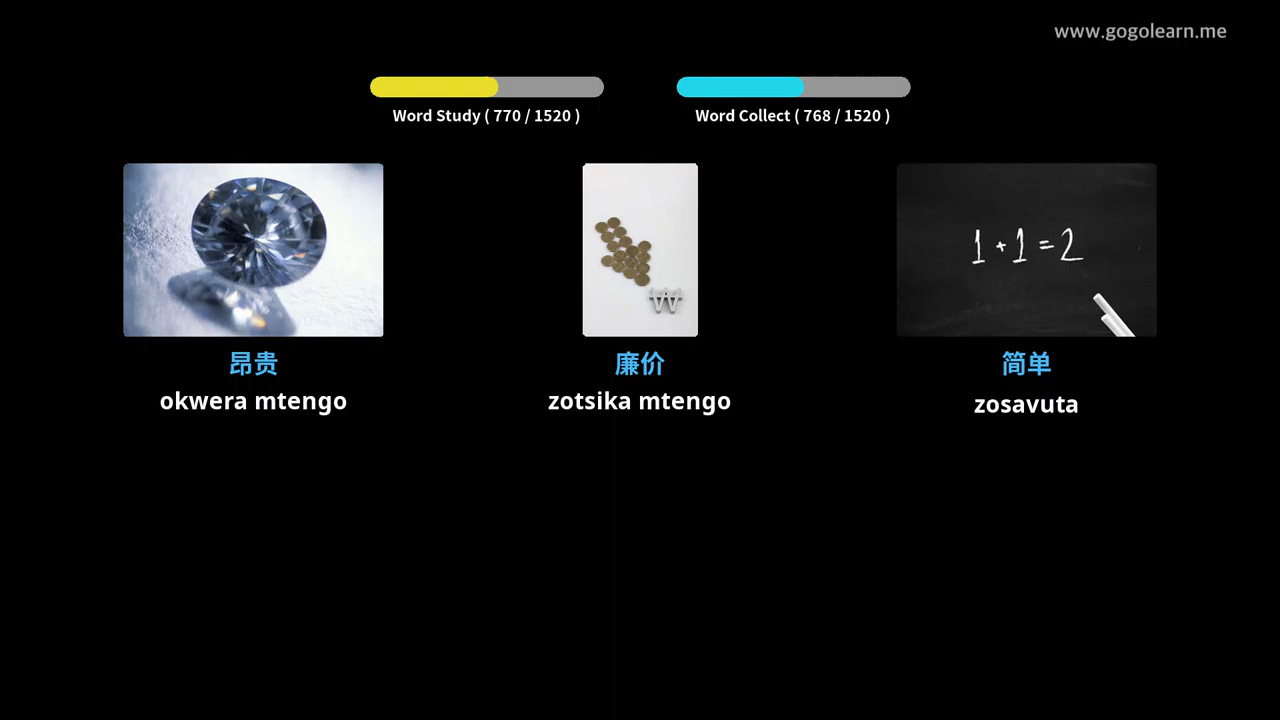 www.gogolearn.me
Word Study ( 770 / 1520 )
Word Collect ( 768 / 1520 )
1 + 1 = 2
₩
昂贵
廉价
简单
okwera mtengo
zotsika mtengo
zosavuta